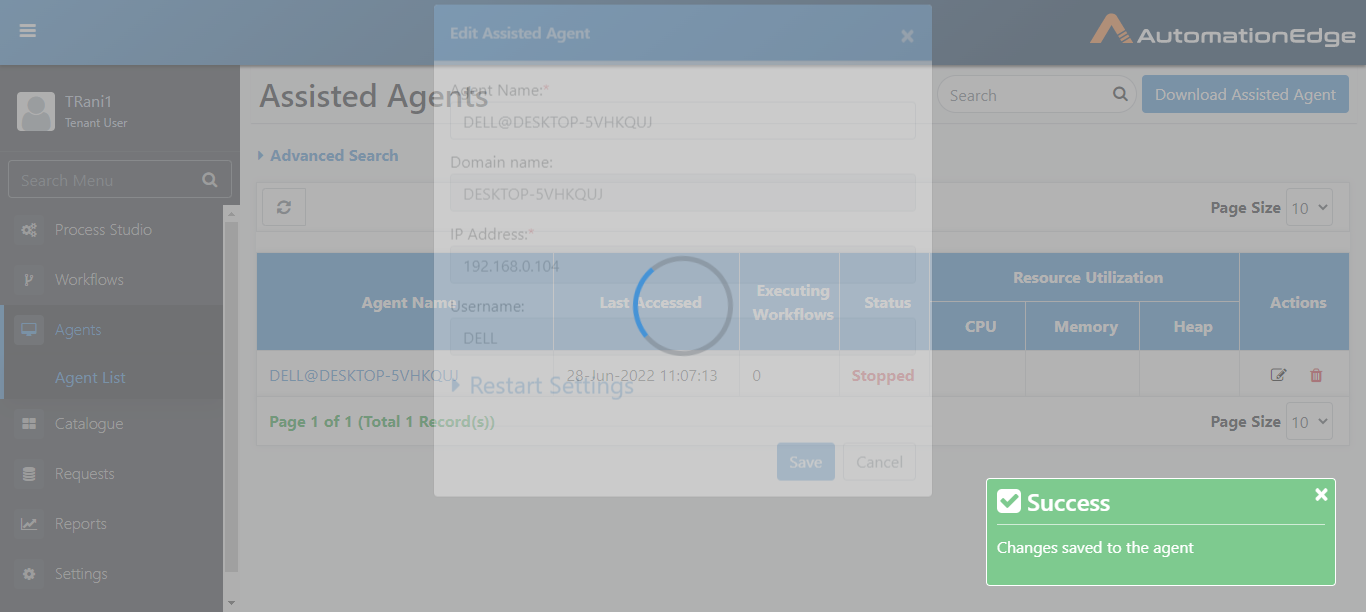 AutomationEdge
TRani1
Tenant User
Search Menu
Process Studio
Workflows
Agents
Agent List
Catalogue
Requests
Reports
Settings
Assisted Agents
Search
Download Assisted Agent
Advanced Search
Page Size 10
Agent Name
Last Accessed
Executing
Workflows
Status
Resource Utilization
CPU
Memory
Heap
Actions
DELL@DESKTOP-5VHKQUJ
28-Jun-2022 11:07:13
0
Stopped
Page 1 of 1 (Total 1 Record(s))
Page Size 10
Edit Assisted Agent
Agent Name:*
DELL@DESKTOP-5VHKQUJ
Domain name:
DESKTOP-5VHKQUJ
IP Address:*
192.168.0.104
Username:
DELL
Restart Settings
Save
Cancel
Success
Changes saved to the agent